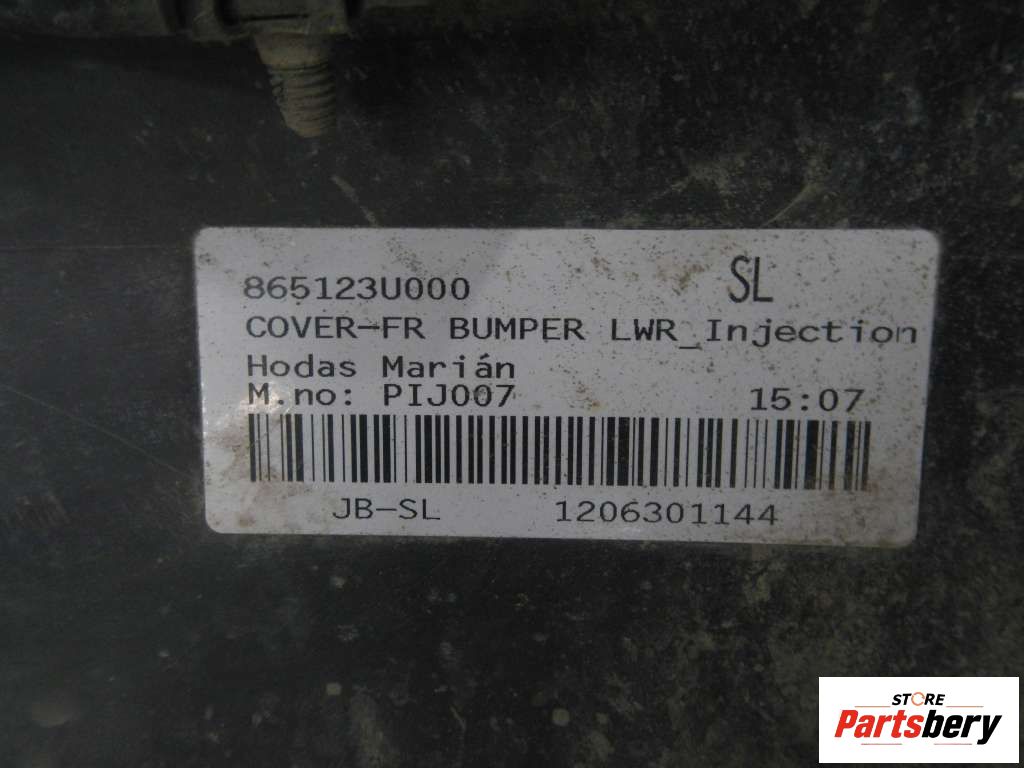 865123U000 SL
COVER-FR BUMPER LWR_Injection
Hodas Marián
M.no: PIJ007 15:07
JB-SL 1206301144
STORE
Partsbery